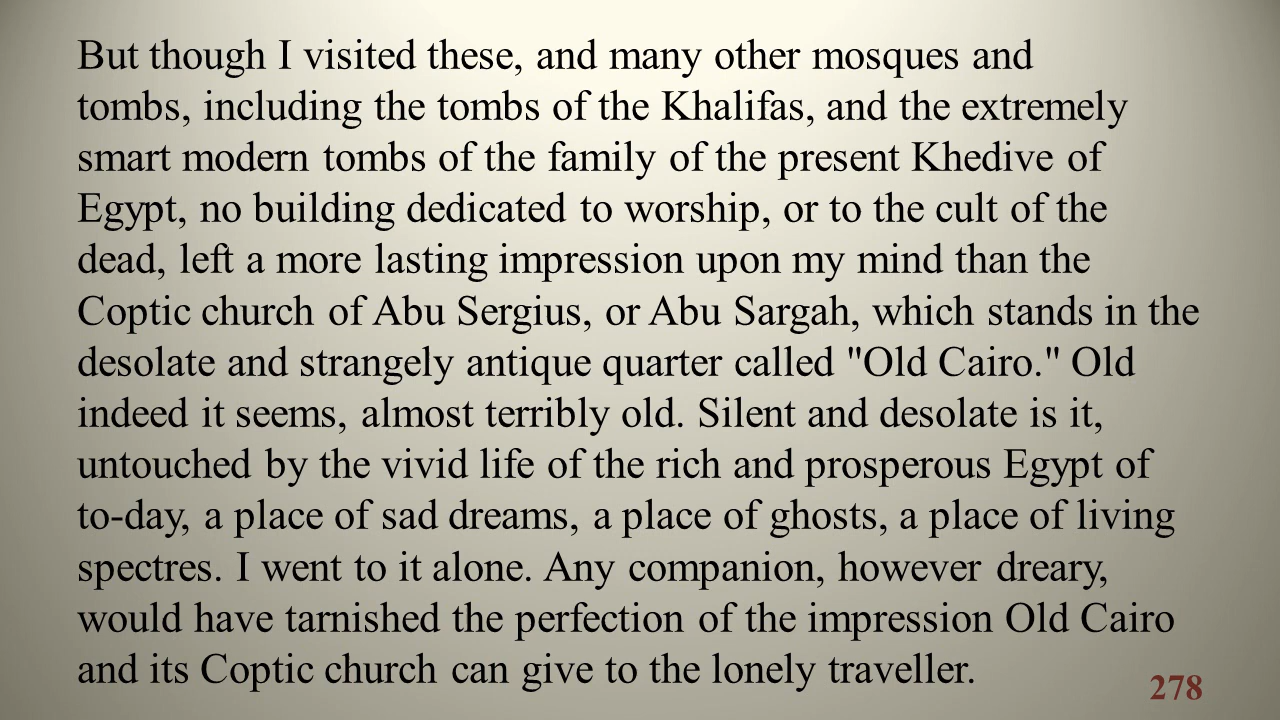 But though I visited these, and many other mosques and
tombs, including the tombs of the Khalifas, and the extremely
smart modern tombs of the family of the present Khedive of
Egypt, no building dedicated to worship, or to the cult of the
dead, left a more lasting impression upon my mind than the
Coptic church of Abu Sergius, or Abu Sargah, which stands in the
desolate and strangely antique quarter called "Old Cairo." Old
indeed it seems, almost terribly old. Silent and desolate is it,
untouched by the vivid life of the rich and prosperous Egypt of
to-day, a place of sad dreams, a place of ghosts, a place of living
spectres. I went to it alone. Any companion, however dreary,
would have tarnished the perfection of the impression Old Cairo
and its Coptic church can give to the lonely traveller.
278